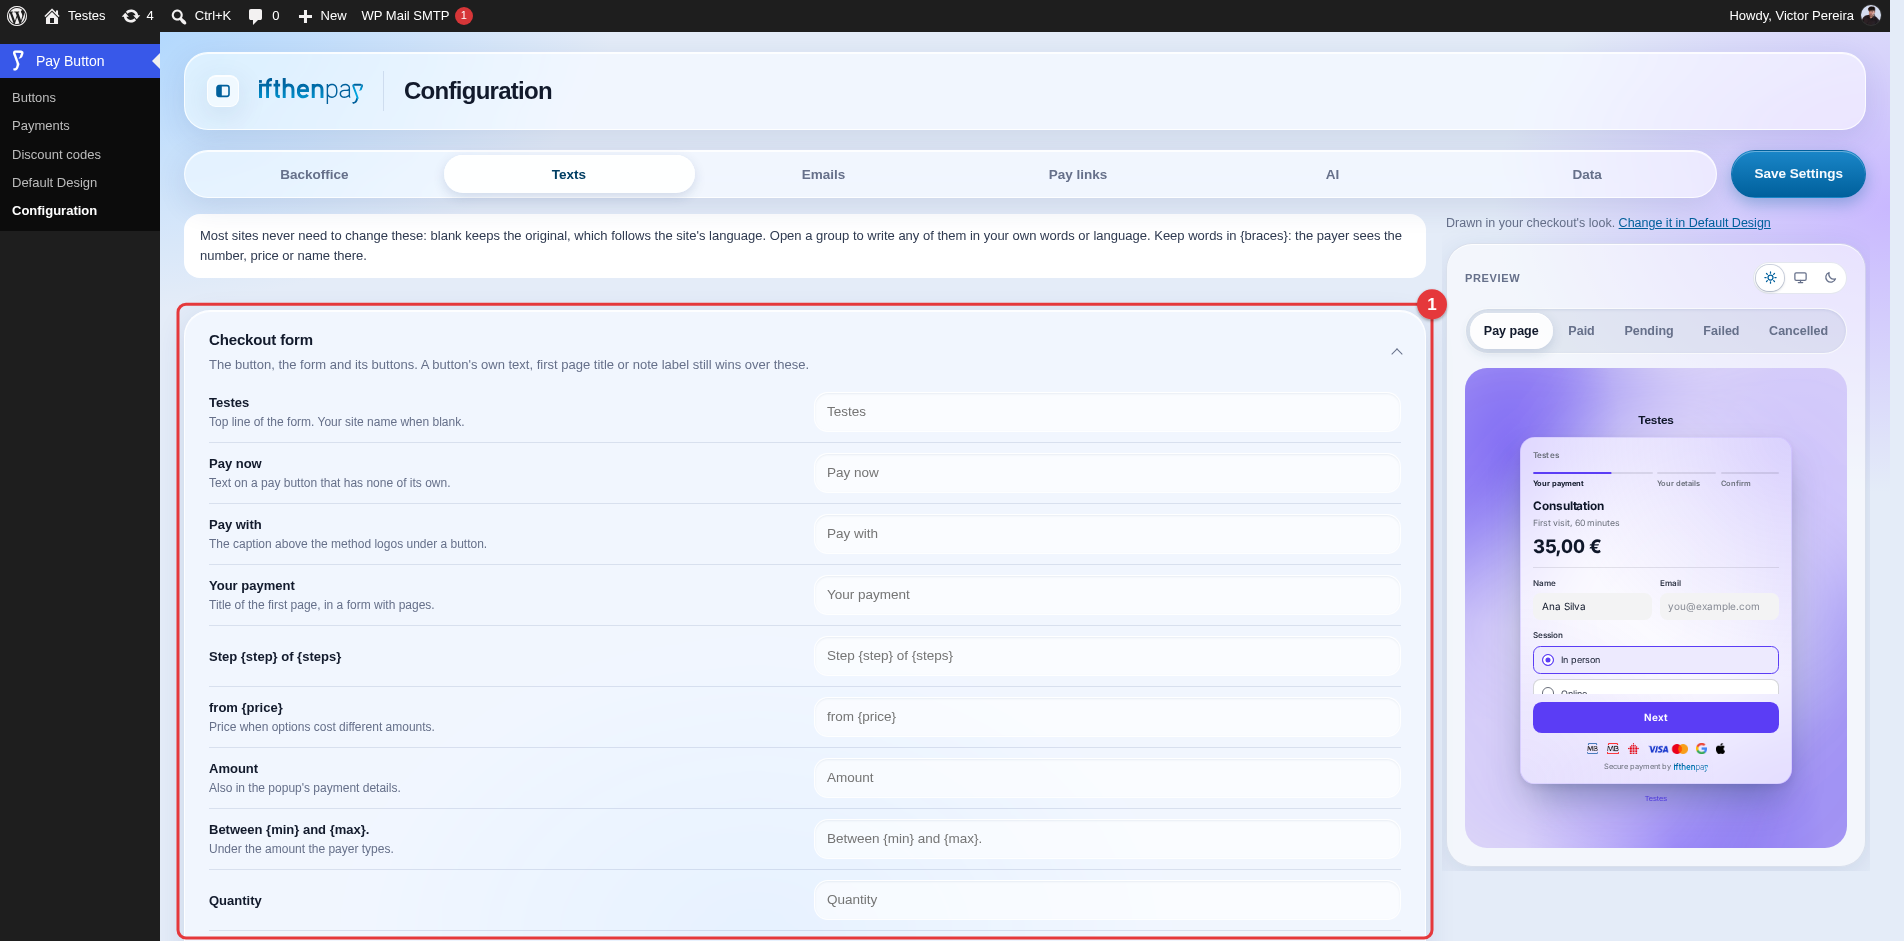 Testes
4
Ctrl+K
0
New
WP Mail SMTP 1
Howdy, Victor Pereira
Pay Button
Buttons
Payments
Discount codes
Default Design
Configuration
ifthenpay
Configuration
Backoffice
Texts
Emails
Pay links
AI
Data
Save Settings
Most sites never need to change these: blank keeps the original, which follows the site's language. Open a group to write any of them in your own words or language. Keep words in {braces}: the payer sees the
number, price or name there.
1
Checkout form
The button, the form and its buttons. A button's own text, first page title or note label still wins over these.
Testes
Top line of the form. Your site name when blank.
Testes
Pay now
Text on a pay button that has none of its own.
Pay now
Pay with
The caption above the method logos under a button.
Pay with
Your payment
Title of the first page, in a form with pages.
Your payment
Step {step} of {steps}
Step {step} of {steps}
from {price}
Price when options cost different amounts.
from {price}
Amount
Also in the popup's payment details.
Amount
Between {min} and {max}.
Under the amount the payer types.
Between {min} and {max}.
Quantity
Quantity
Drawn in your checkout's look. Change it in Default Design
PREVIEW
Pay page
Paid
Pending
Failed
Cancelled
Testes
Testes
Your payment
Your details
Confirm
Consultation
First visit, 60 minutes
35,00 €
Name
Email
Ana Silva
you@example.com
Session
In person
Online
Next
MB
MB
VISA
Secure payment by ifthenpay
Testes